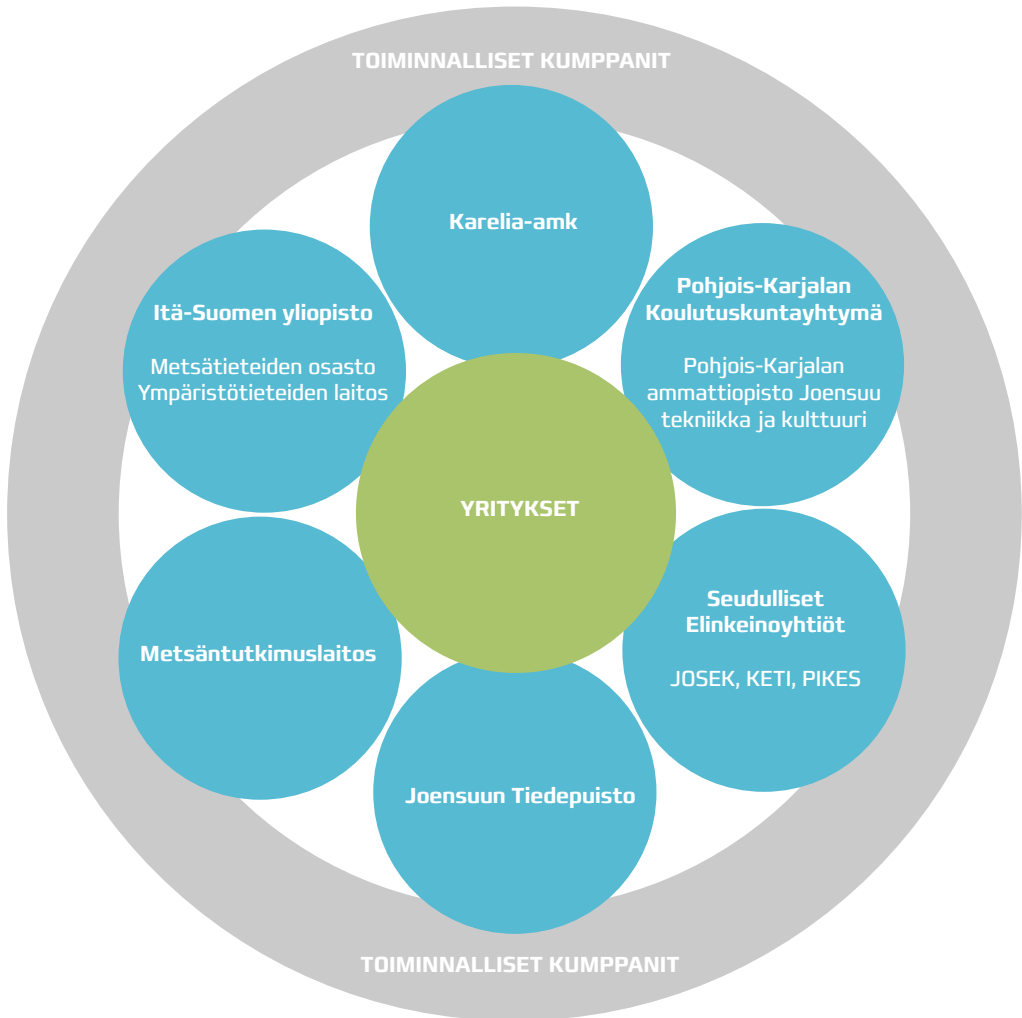 TOIMINNALLISET KUMPPANIT
Karelia-amk
Itä-Suomen yliopisto
Metsätieteiden osasto
Ympäristötieteiden laitos
Pohjois-Karjalan
Koulutuskuntayhtymä
Pohjois-Karjalan
ammattiopisto Joensuu
tekniikka ja kulttuuri
YRITYKSET
Metsäntutkimuslaitos
Seudulliset
Elinkeinoyhtiöt
JOSEK, KETI, PIKES
Joensuun Tiedepuisto
TOIMINNALLISET KUMPPANIT